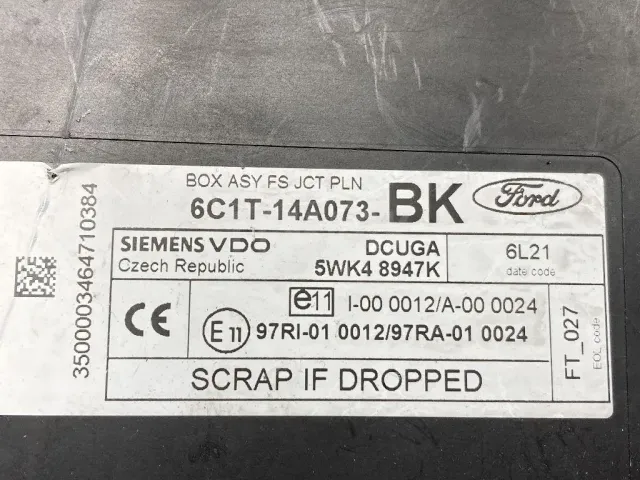 BOX ASY FS JCT PLN
6C1T-14A073-BK
Ford
SIEMENS VDO
Czech Republic
DCUGA
5WK4 8947K
6L21
date code
3500003464710384
CE
e11 I-00 0012/A-00 0024
E11 97RI-01 0012/97RA-01 0024
FT_027
EOL code
SCRAP IF DROPPED